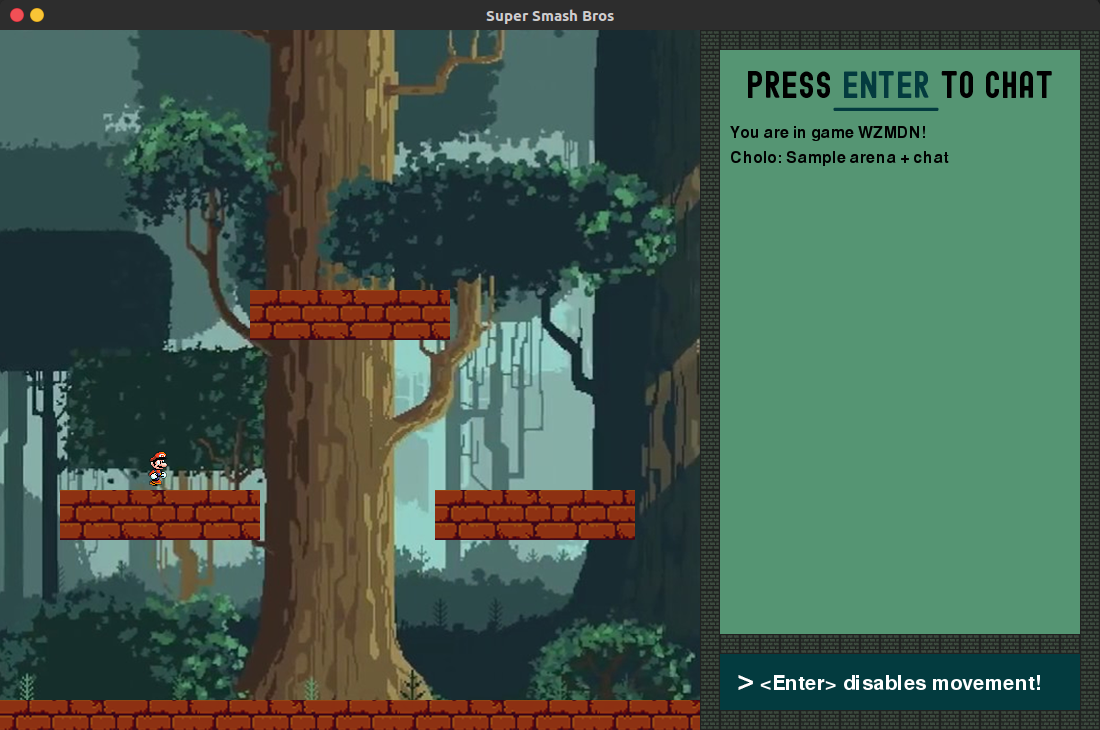 Super Smash Bros
PRESS ENTER TO CHAT
You are in game WZMDN!
Cholo: Sample arena + chat
> <Enter> disables movement!